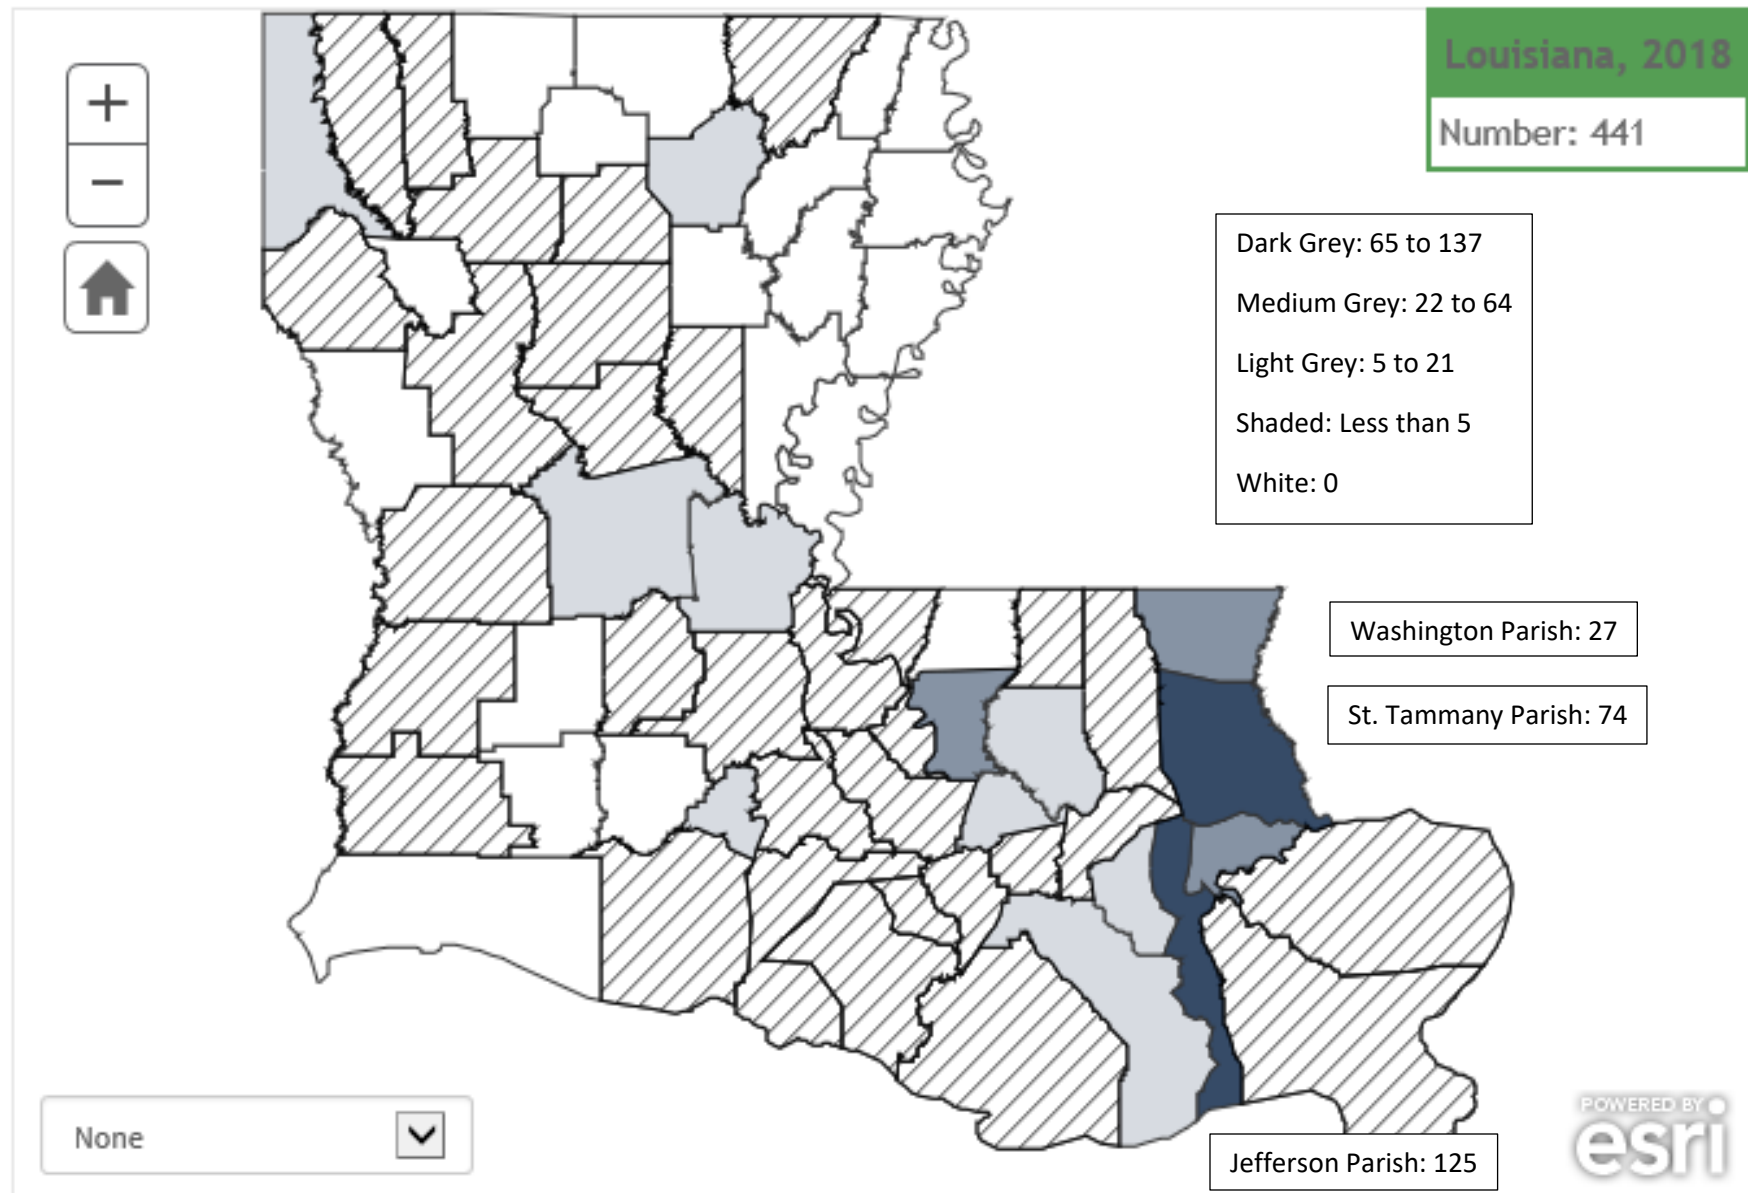 Louisiana, 2018
Number: 441
+
−
Dark Grey: 65 to 137
Medium Grey: 22 to 64
Light Grey: 5 to 21
Shaded: Less than 5
White: 0
Washington Parish: 27
St. Tammany Parish: 74
None
Jefferson Parish: 125
POWERED BY
esri